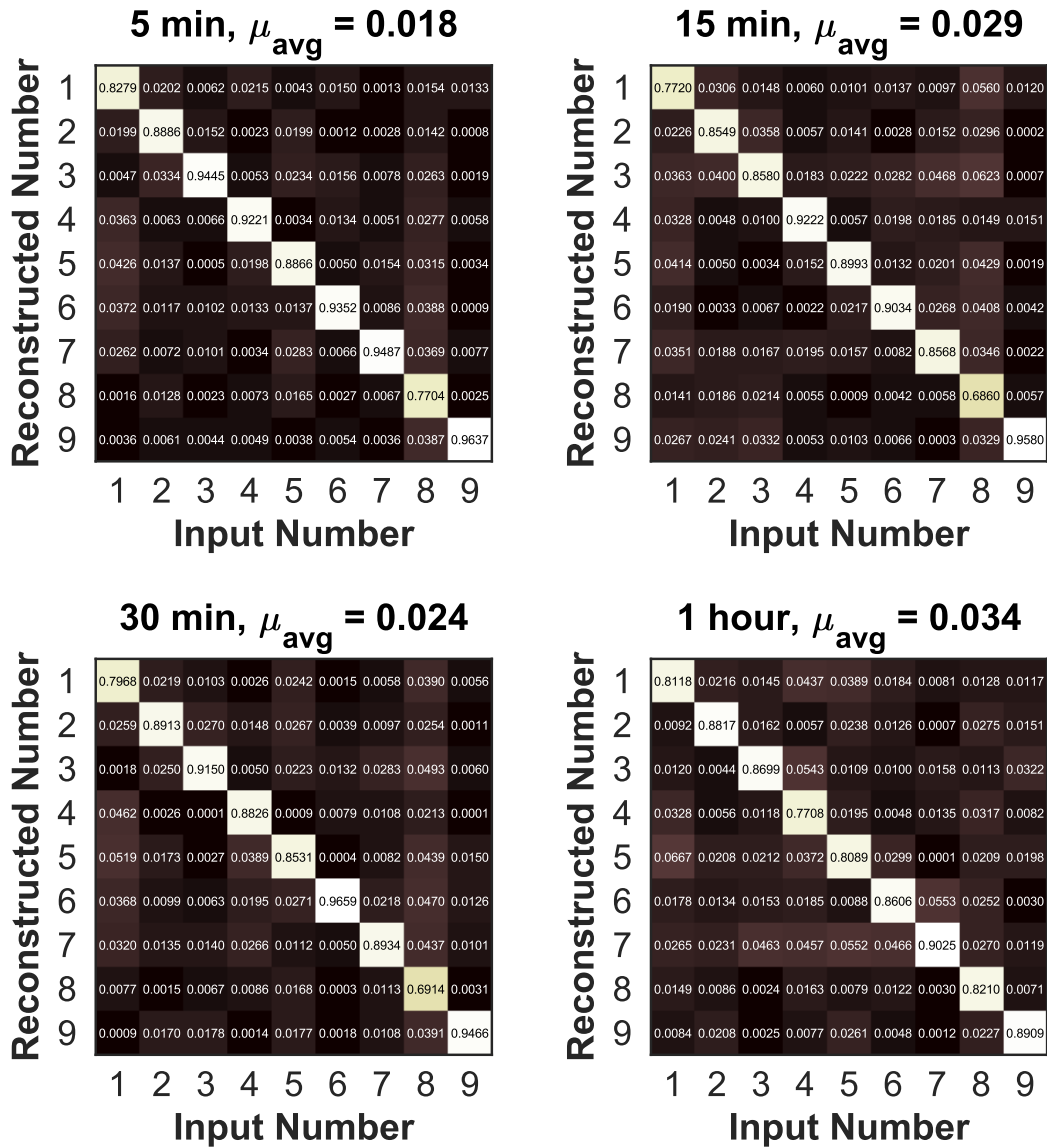 5 min, μavg = 0.018
Reconstructed Number
1 0.8279 0.0202 0.0062 0.0215 0.0043 0.0150 0.0013 0.0154 0.0133
2 0.0199 0.8886 0.0152 0.0023 0.0199 0.0012 0.0028 0.0142 0.0008
3 0.0047 0.0334 0.9445 0.0053 0.0234 0.0156 0.0078 0.0263 0.0019
4 0.0363 0.0063 0.0066 0.9221 0.0034 0.0134 0.0051 0.0277 0.0058
5 0.0426 0.0137 0.0005 0.0198 0.8866 0.0050 0.0154 0.0315 0.0034
6 0.0372 0.0117 0.0102 0.0133 0.0137 0.9352 0.0086 0.0388 0.0009
7 0.0262 0.0072 0.0101 0.0034 0.0283 0.0066 0.9487 0.0369 0.0077
8 0.0016 0.0128 0.0023 0.0073 0.0165 0.0027 0.0067 0.7704 0.0025
9 0.0036 0.0061 0.0044 0.0049 0.0038 0.0054 0.0036 0.0387 0.9637
1 2 3 4 5 6 7 8 9
Input Number
15 min, μavg = 0.029
Reconstructed Number
1 0.7720 0.0306 0.0148 0.0060 0.0101 0.0137 0.0097 0.0560 0.0120
2 0.0226 0.8549 0.0358 0.0057 0.0141 0.0028 0.0152 0.0296 0.0002
3 0.0363 0.0400 0.8580 0.0183 0.0222 0.0282 0.0468 0.0623 0.0007
4 0.0328 0.0048 0.0100 0.9222 0.0057 0.0198 0.0185 0.0149 0.0151
5 0.0414 0.0050 0.0034 0.0152 0.8993 0.0132 0.0201 0.0429 0.0019
6 0.0190 0.0033 0.0067 0.0022 0.0217 0.9034 0.0268 0.0408 0.0042
7 0.0351 0.0188 0.0167 0.0195 0.0157 0.0082 0.8568 0.0346 0.0022
8 0.0141 0.0186 0.0214 0.0055 0.0009 0.0042 0.0058 0.6860 0.0057
9 0.0267 0.0241 0.0332 0.0053 0.0103 0.0066 0.0003 0.0329 0.9580
1 2 3 4 5 6 7 8 9
Input Number
30 min, μavg = 0.024
Reconstructed Number
1 0.7968 0.0219 0.0103 0.0026 0.0242 0.0015 0.0058 0.0390 0.0056
2 0.0259 0.8913 0.0270 0.0148 0.0267 0.0039 0.0097 0.0254 0.0011
3 0.0018 0.0250 0.9150 0.0050 0.0223 0.0132 0.0283 0.0493 0.0060
4 0.0462 0.0026 0.0001 0.8826 0.0009 0.0079 0.0108 0.0213 0.0001
5 0.0519 0.0173 0.0027 0.0389 0.8531 0.0004 0.0082 0.0439 0.0150
6 0.0368 0.0099 0.0063 0.0195 0.0271 0.9659 0.0218 0.0470 0.0126
7 0.0320 0.0135 0.0140 0.0266 0.0112 0.0050 0.8934 0.0437 0.0101
8 0.0077 0.0015 0.0067 0.0086 0.0168 0.0003 0.0113 0.6914 0.0031
9 0.0009 0.0170 0.0178 0.0014 0.0177 0.0018 0.0108 0.0391 0.9466
1 2 3 4 5 6 7 8 9
Input Number
1 hour, μavg = 0.034
Reconstructed Number
1 0.8118 0.0216 0.0145 0.0437 0.0389 0.0184 0.0081 0.0128 0.0117
2 0.0092 0.8817 0.0162 0.0057 0.0238 0.0126 0.0007 0.0275 0.0151
3 0.0120 0.0044 0.8699 0.0543 0.0109 0.0100 0.0158 0.0113 0.0322
4 0.0328 0.0056 0.0118 0.7708 0.0195 0.0048 0.0135 0.0317 0.0082
5 0.0667 0.0208 0.0212 0.0372 0.8089 0.0299 0.0001 0.0209 0.0198
6 0.0178 0.0134 0.0153 0.0185 0.0088 0.8606 0.0553 0.0252 0.0030
7 0.0265 0.0231 0.0463 0.0457 0.0552 0.0466 0.9025 0.0270 0.0119
8 0.0149 0.0086 0.0024 0.0163 0.0079 0.0122 0.0030 0.8210 0.0071
9 0.0084 0.0208 0.0025 0.0077 0.0261 0.0048 0.0012 0.0227 0.8909
1 2 3 4 5 6 7 8 9
Input Number